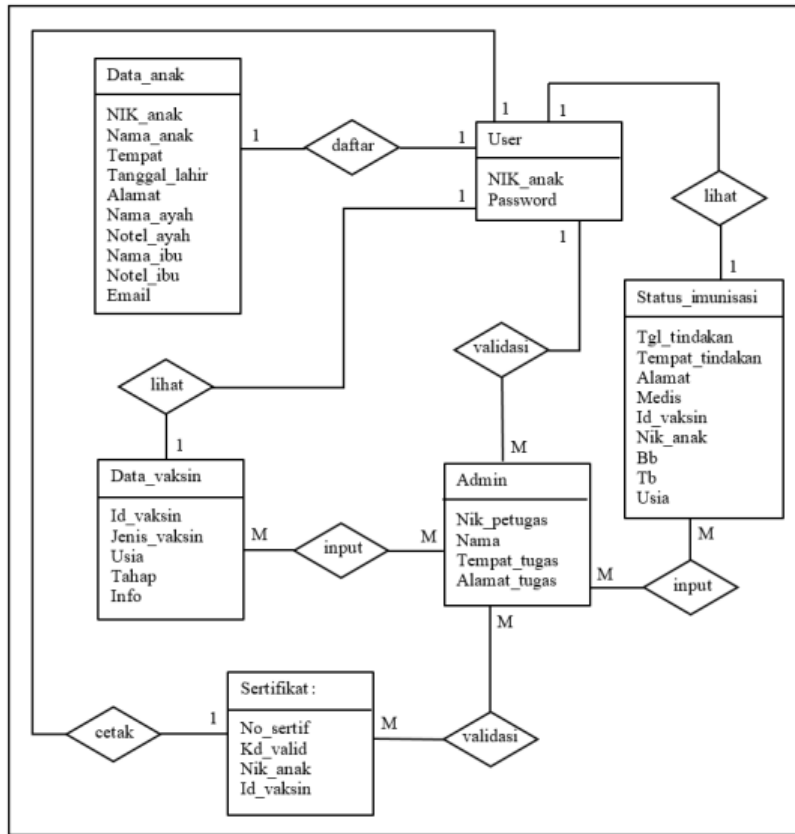 Data_anak
NIK_anak
Nama_anak
Tempat
Tanggal_lahir
Alamat
Nama_ayah
Notel_ayah
Nama_ibu
Notel_ibu
Email
1
daftar
1
1
1
User
NIK_anak
Password
1
1
lihat
1
Status_imunisasi
Tgl_tindakan
Tempat_tindakan
Alamat
Medis
Id_vaksin
Nik_anak
Bb
Tb
Usia
M
validasi
M
lihat
1
Data_vaksin
Id_vaksin
Jenis_vaksin
Usia
Tahap
Info
M
input
M
Admin
Nik_petugas
Nama
Tempat_tugas
Alamat_tugas
M
input
M
Sertifikat :
No_sertif
Kd_valid
Nik_anak
Id_vaksin
cetak
1
M
validasi